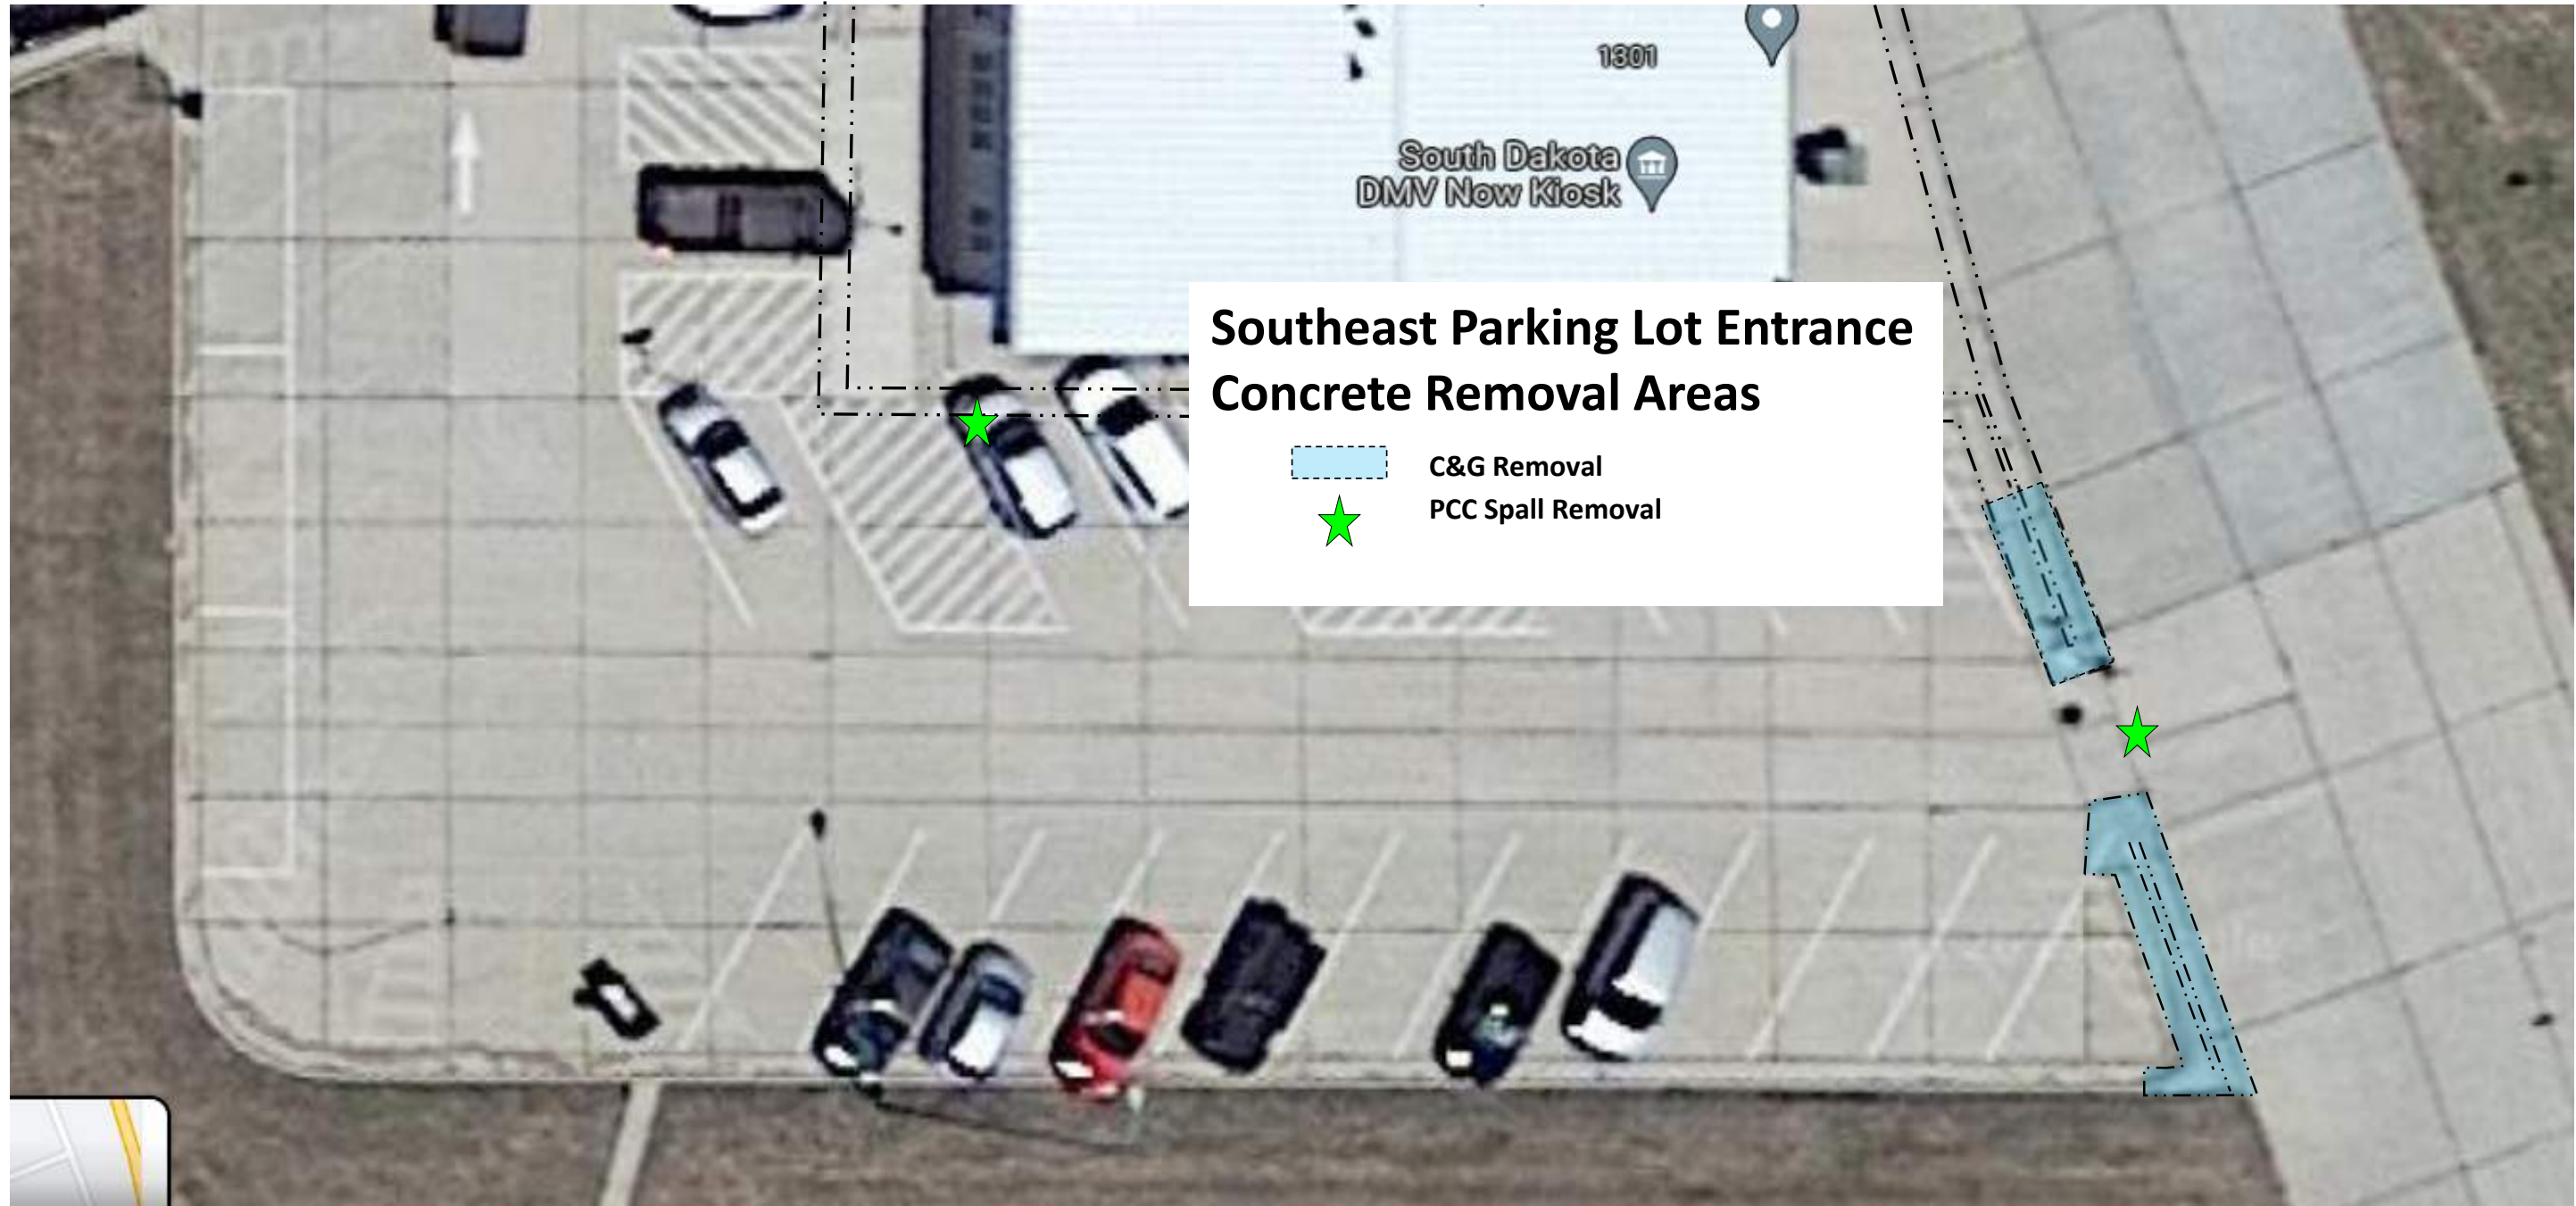 1301
South Dakota
DMV Now Kiosk
Southeast Parking Lot Entrance
Concrete Removal Areas
C&G Removal
PCC Spall Removal